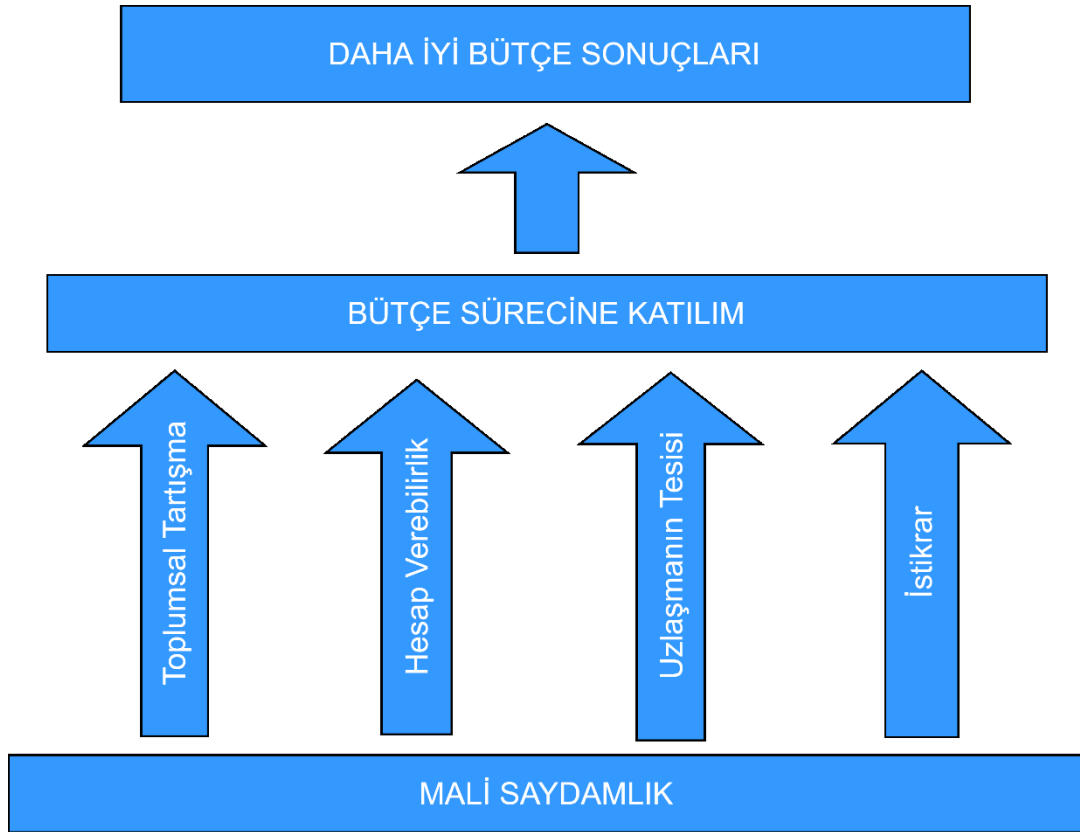 DAHA İYİ BÜTÇE SONUÇLARI
BÜTÇE SÜRECİNE KATILIM
Toplumsal Tartışma
Hesap Verebilirlik
Uzlaşmanın Tesisi
İstikrar
MALİ SAYDAMLIK